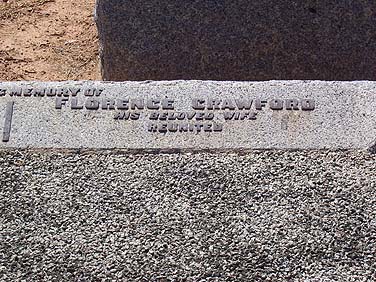 MEMORY OF
FLORENCE CRAWFORD
HIS BELOVED WIFE
REUNITED